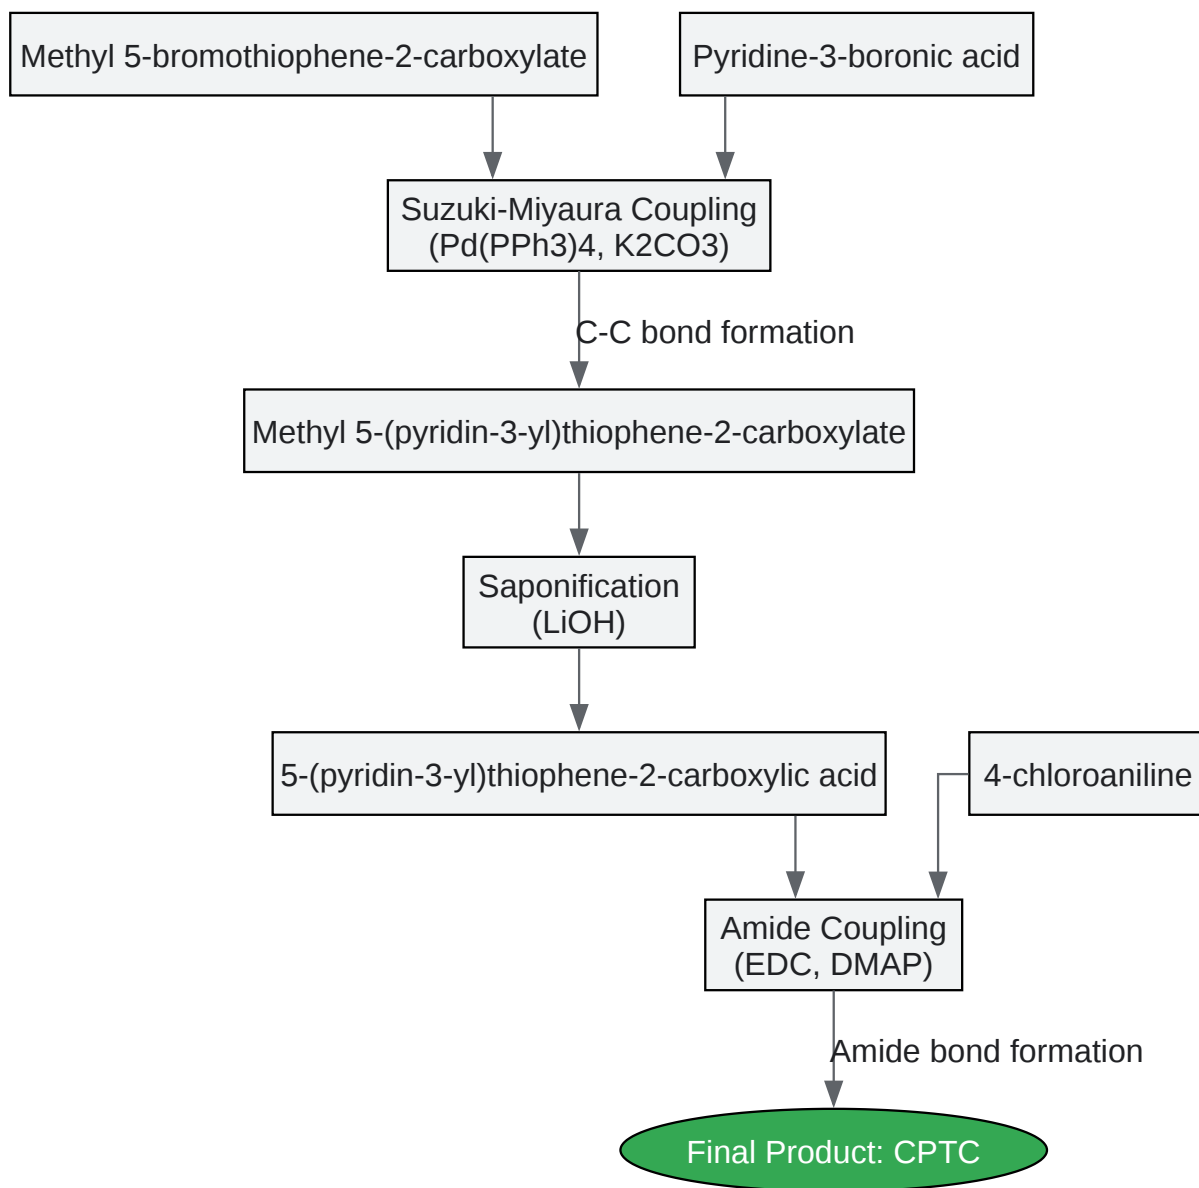 Methyl 5-bromothiophene-2-carboxylate
Pyridine-3-boronic acid
Suzuki-Miyaura Coupling
(Pd(PPh3)4, K2CO3)
C-C bond formation
Methyl 5-(pyridin-3-yl)thiophene-2-carboxylate
Saponification
(LiOH)
5-(pyridin-3-yl)thiophene-2-carboxylic acid
4-chloroaniline
Amide Coupling
(EDC, DMAP)
Amide bond formation
Final Product: CPTC